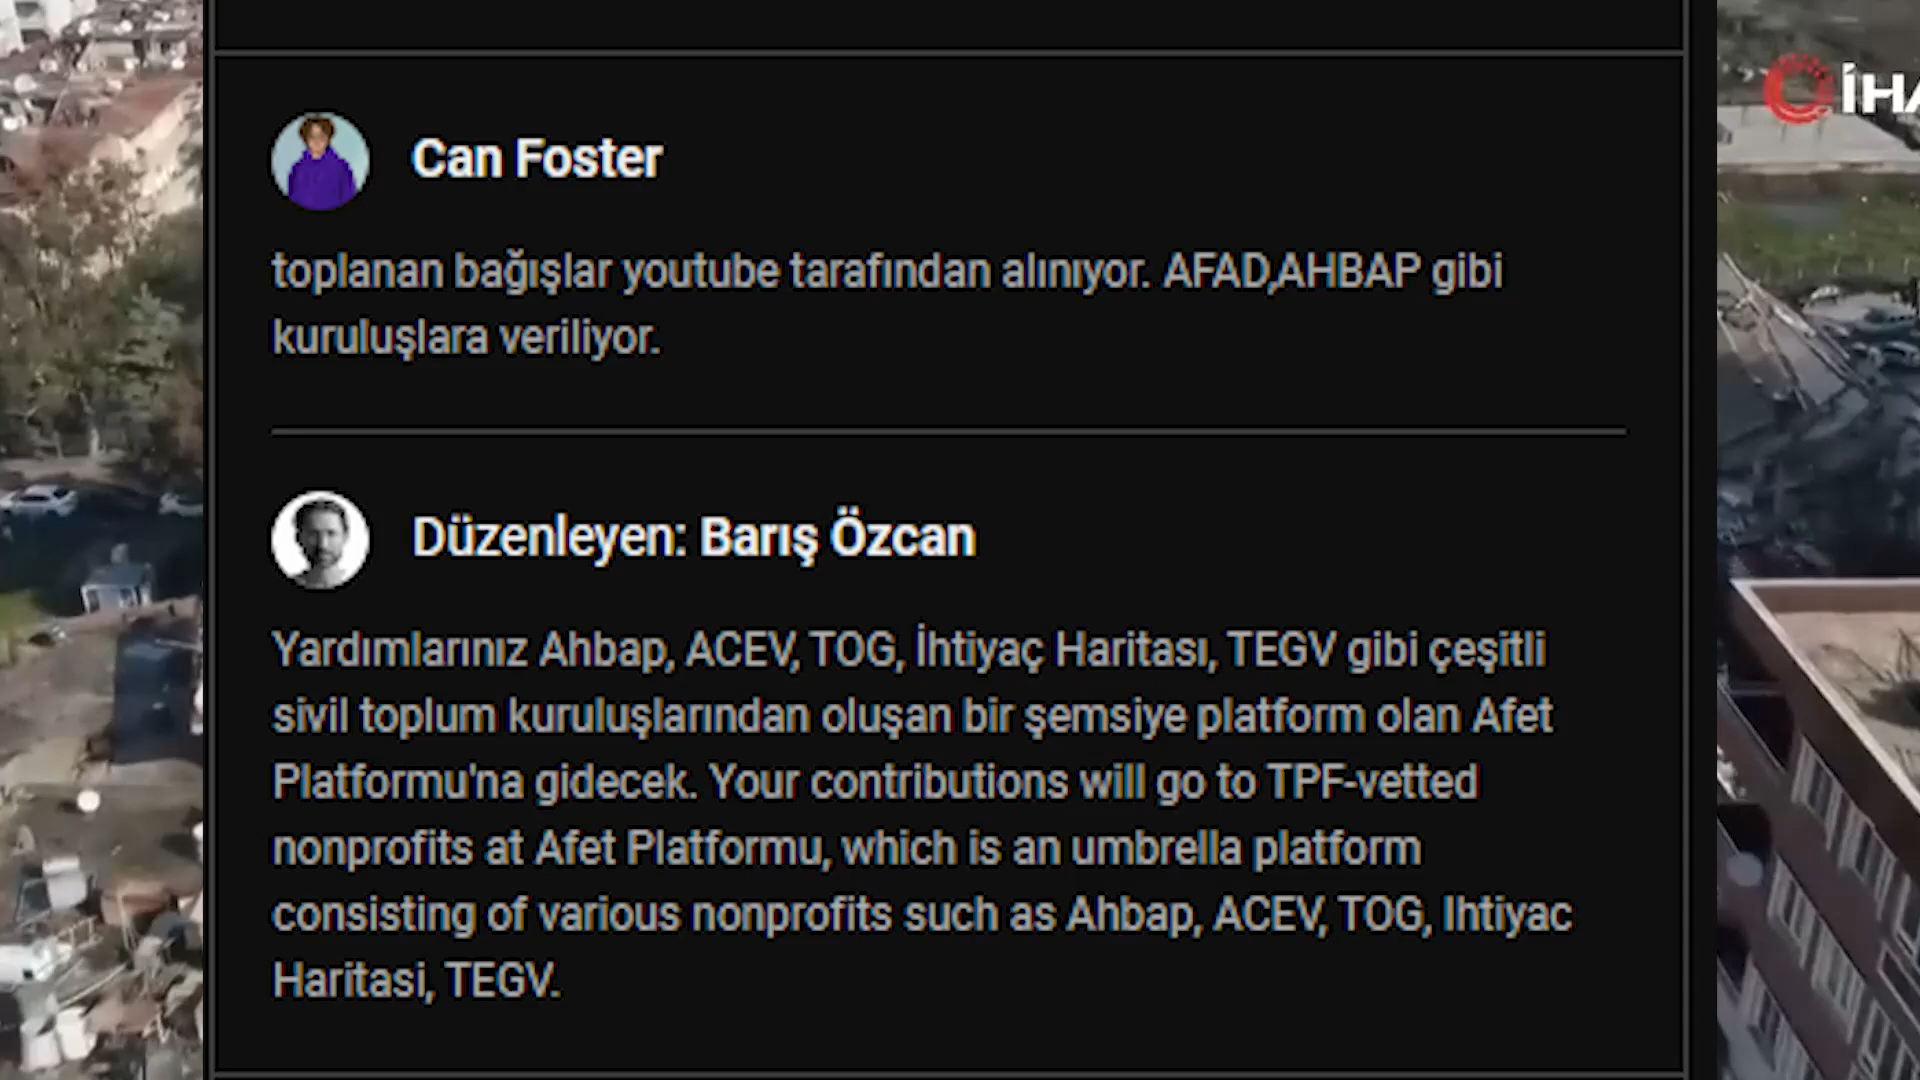 İHA
Can Foster
toplanan bağışlar youtube tarafından alınıyor. AFAD,AHBAP gibi
kuruluşlara veriliyor.
Düzenleyen: Barış Özcan
Yardımlarınız Ahbap, ACEV, TOG, İhtiyaç Haritası, TEGV gibi çeşitli
sivil toplum kuruluşlarından oluşan bir şemsiye platform olan Afet
Platformu'na gidecek. Your contributions will go to TPF-vetted
nonprofits at Afet Platformu, which is an umbrella platform
consisting of various nonprofits such as Ahbap, ACEV, TOG, Ihtiyac
Haritasi, TEGV.